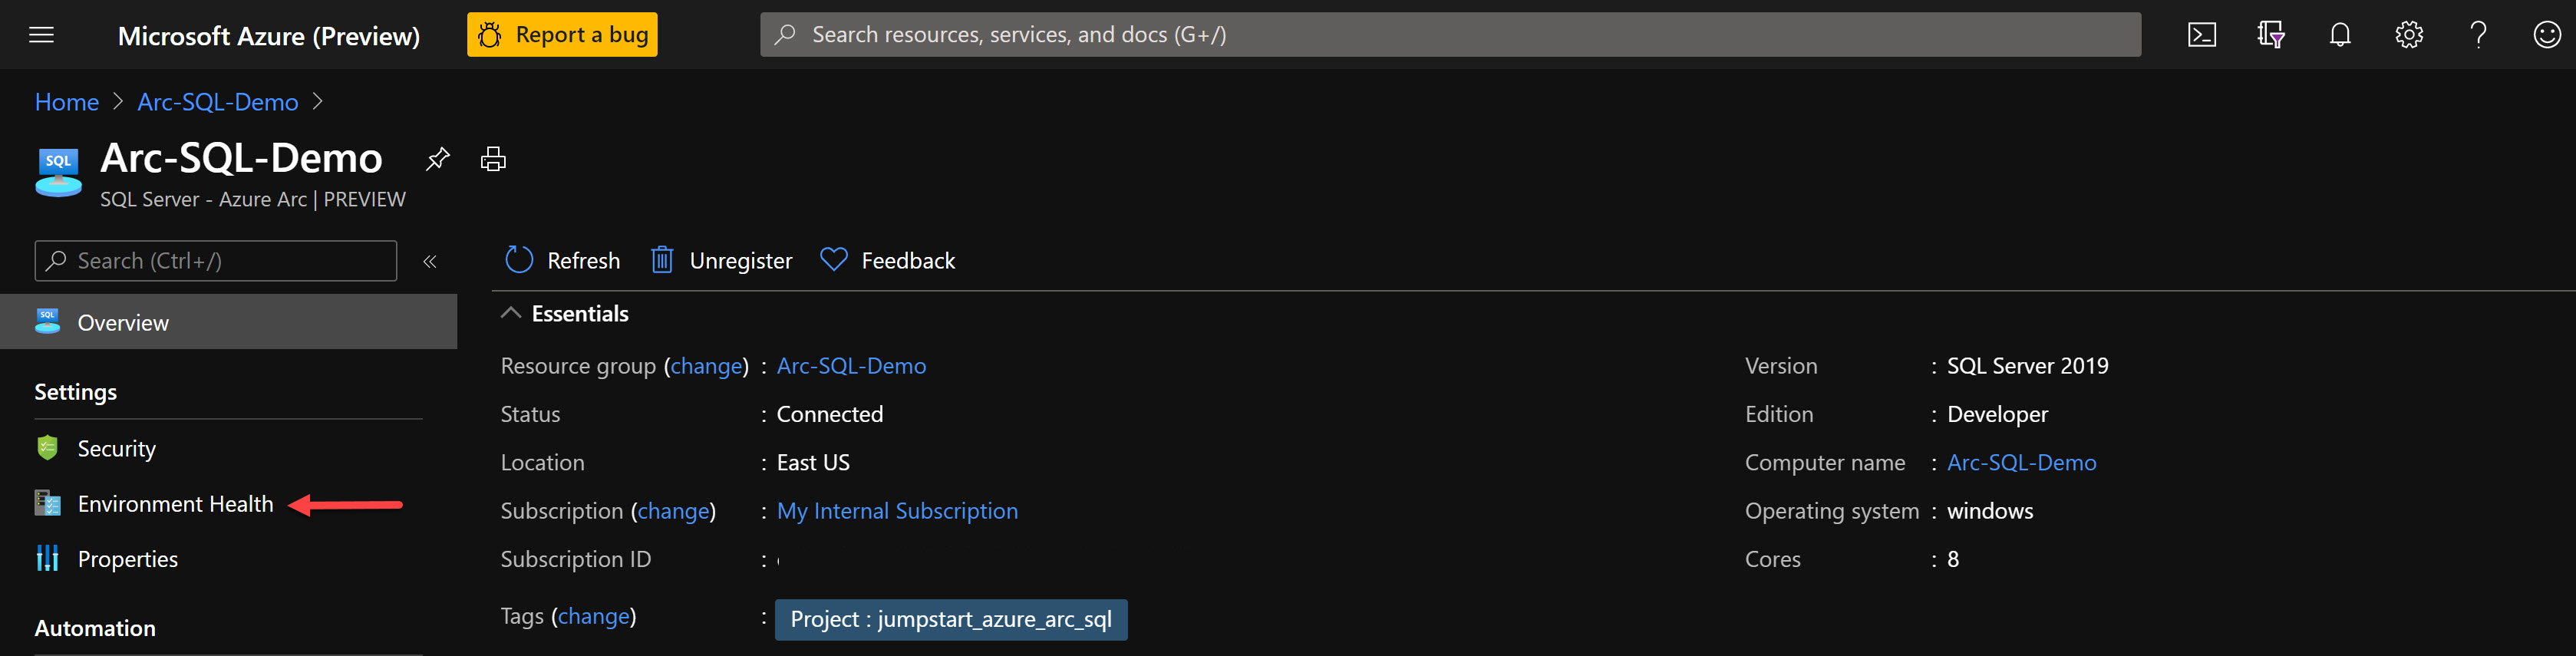 Microsoft Azure (Preview)
Report a bug
Search resources, services, and docs (G+/)
Home > Arc-SQL-Demo >
SQL
Arc-SQL-Demo
SQL Server - Azure Arc | PREVIEW
Search (Ctrl+/)
«
Refresh
Unregister
Feedback
SQL
Overview
Settings
Security
Environment Health
Properties
Automation
Essentials
Resource group (change) : Arc-SQL-Demo
Status : Connected
Location : East US
Subscription (change) : My Internal Subscription
Subscription ID :
Tags (change) : Project : jumpstart_azure_arc_sql
Version : SQL Server 2019
Edition : Developer
Computer name : Arc-SQL-Demo
Operating system : windows
Cores : 8